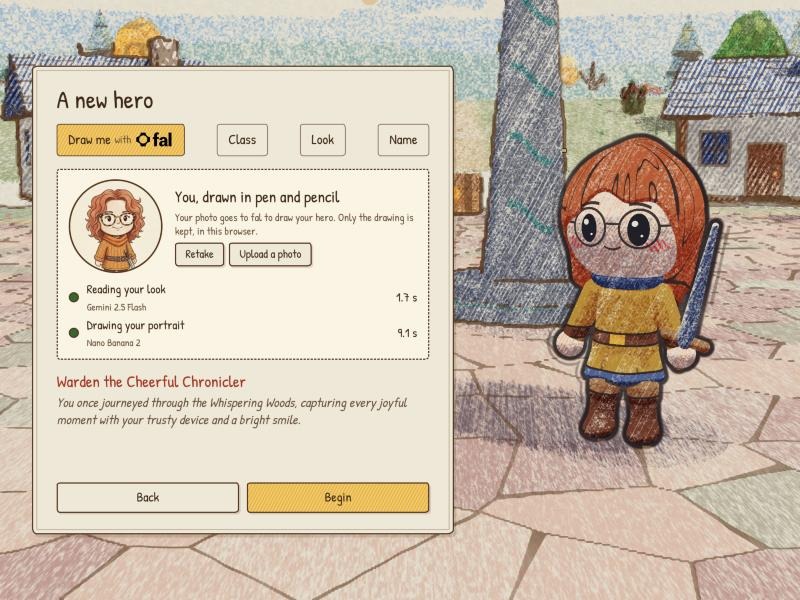 A new hero
Draw me with fal
Class
Look
Name
You, drawn in pen and pencil
Your photo goes to fal to draw your hero. Only the drawing is
kept, in this browser.
Retake
Upload a photo
Reading your look
1.7 s
Gemini 2.5 Flash
Drawing your portrait
9.1 s
Nano Banana 2
Warden the Cheerful Chronicler
You once journeyed through the Whispering Woods, capturing every joyful
moment with your trusty device and a bright smile.
Back
Begin